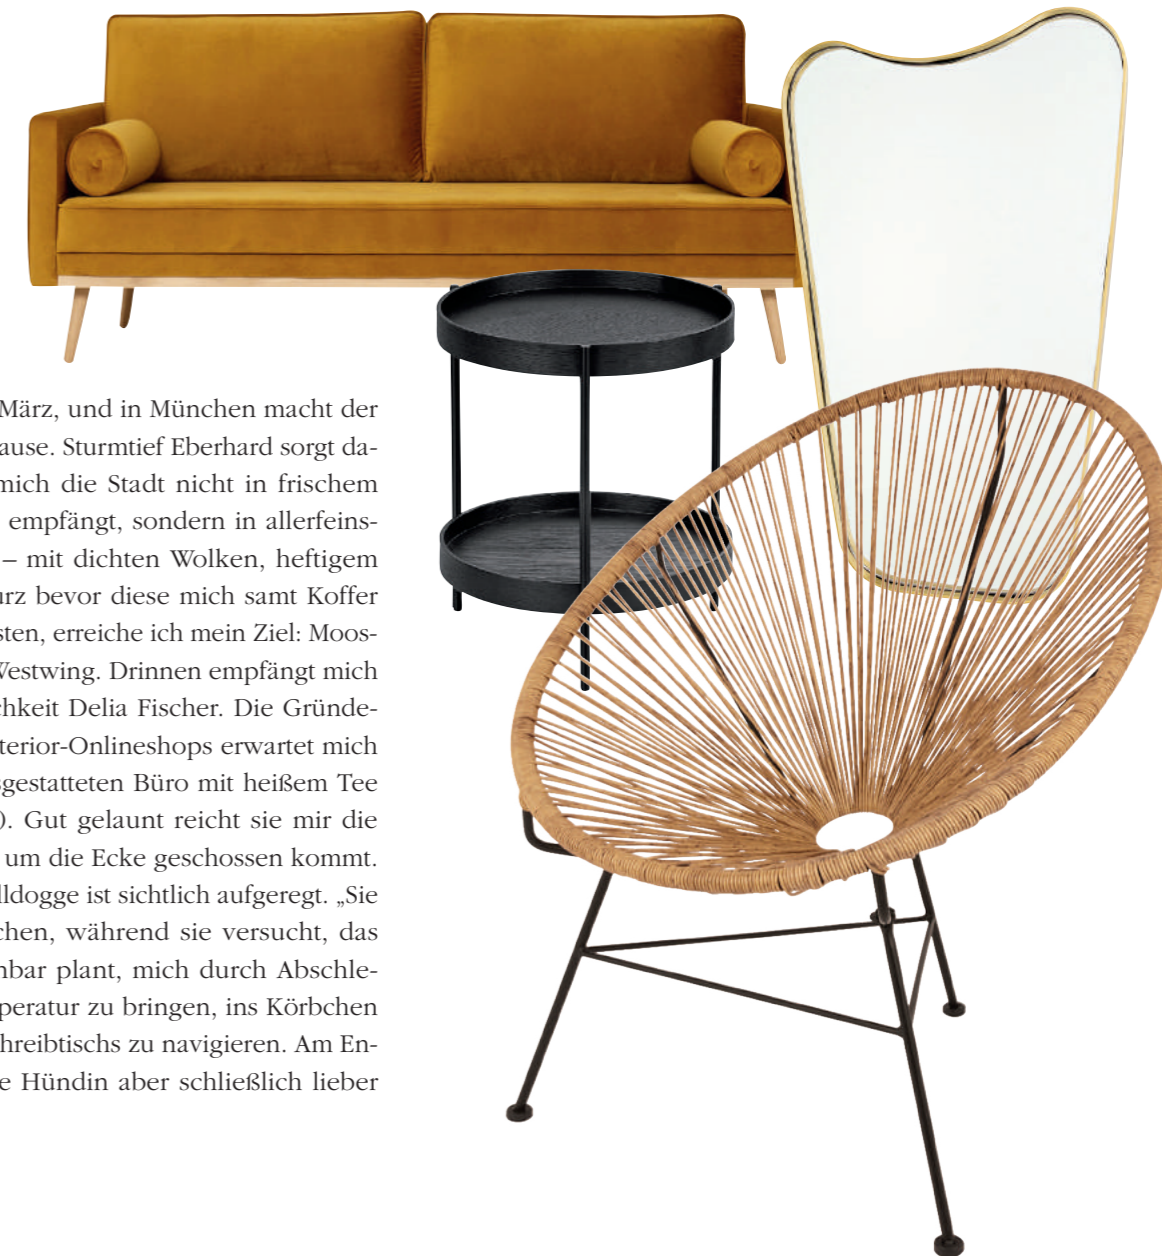 März, und in München macht der
ause. Sturmtief Eberhard sorgt da-
mich die Stadt nicht in frischem
empfängt, sondern in allerfeins-
– mit dichten Wolken, heftigem
urz bevor diese mich samt Koffer
sten, erreiche ich mein Ziel: Moos-
Westwing. Drinnen empfängt mich
chkeit Delia Fischer. Die Gründe-
terior-Onlineshops erwartet mich
sgestatteten Büro mit heißem Tee
). Gut gelaunt reicht sie mir die
um die Ecke geschossen kommt.
lldogge ist sichtlich aufgeregt. „Sie
chen, während sie versucht, das
nbar plant, mich durch Abschle-
peratur zu bringen, ins Körbchen
hreibtischs zu navigieren. Am En-
e Hündin aber schließlich lieber